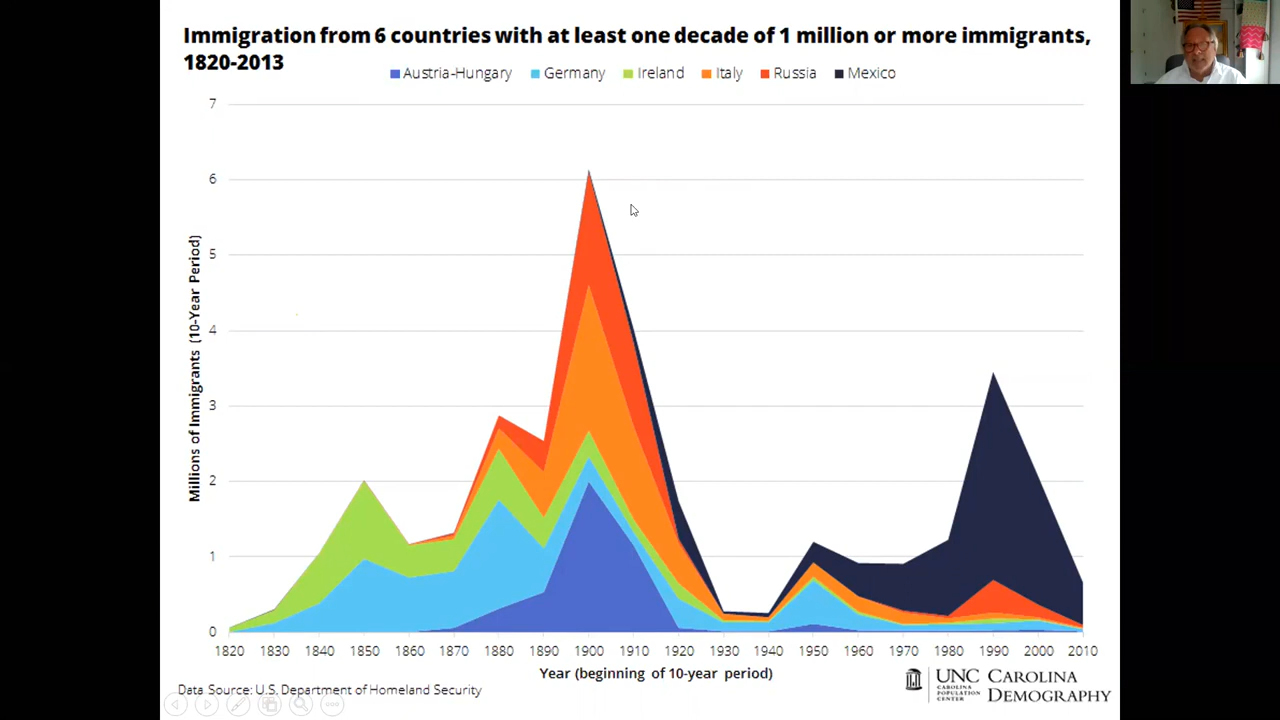 Immigration from 6 countries with at least one decade of 1 million or more immigrants,
1820-2013
Austria-Hungary Germany Ireland Italy Russia Mexico
7
6
5
4
3
2
1
0
Millions of Immigrants (10-Year Period)
1820 1830 1840 1850 1860 1870 1880 1890 1900 1910 1920 1930 1940 1950 1960 1970 1980 1990 2000 2010
Year (beginning of 10-year period)
Data Source: U.S. Department of Homeland Security
UNC
CAROLINA
POPULATION
CENTER
CAROLINA
DEMOGRAPHY